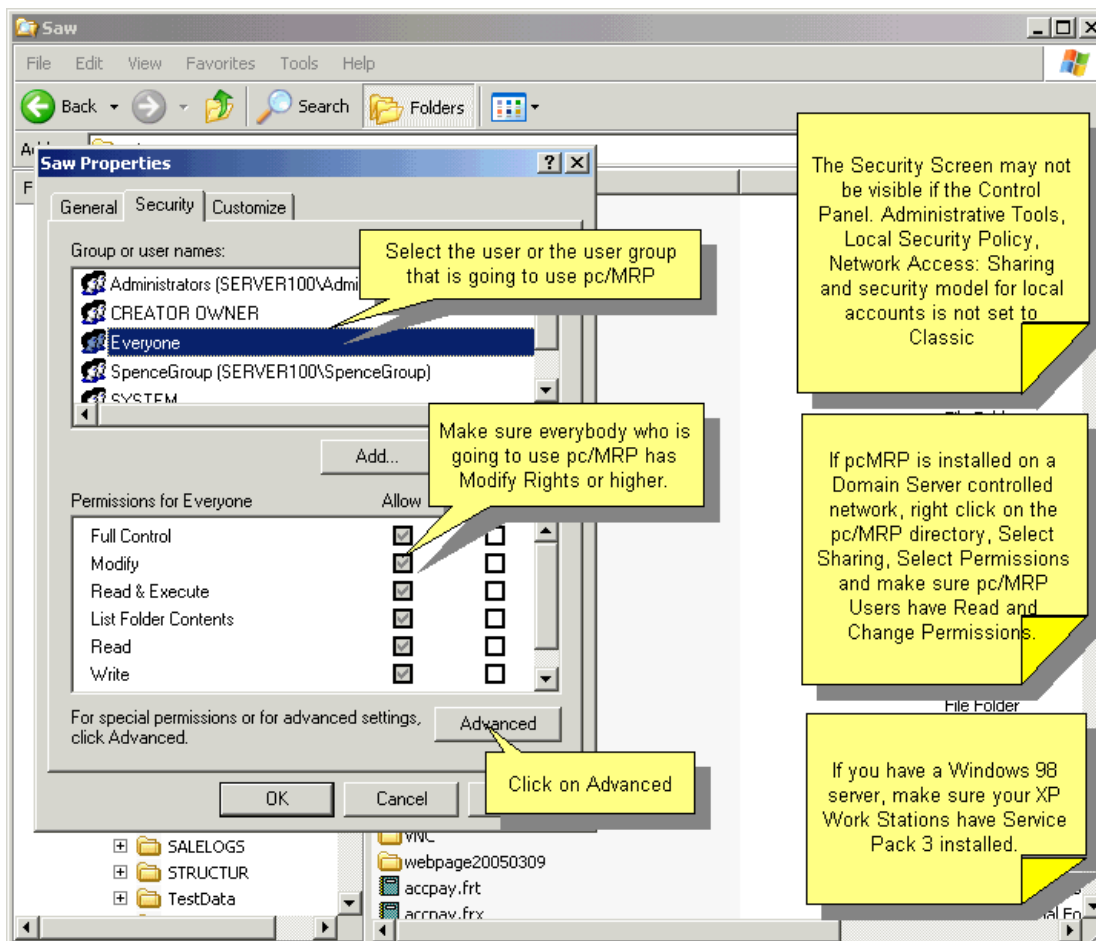 Saw
File Edit View Favorites Tools Help
Back Search Folders
Saw Properties
General Security Customize
Group or user names:
Administrators (SERVER100\Admi
CREATOR OWNER
Everyone
SpenceGroup (SERVER100\SpenceGroup)
SYSTEM
Add...
Permissions for Everyone Allow
Full Control
Modify
Read & Execute
List Folder Contents
Read
Write
For special permissions or for advanced settings,
click Advanced.
Advanced
OK Cancel
Select the user or the user group
that is going to use pc/MRP
Make sure everybody who is
going to use pc/MRP has
Modify Rights or higher.
Click on Advanced
The Security Screen may not
be visible if the Control
Panel. Administrative Tools,
Local Security Policy,
Network Access: Sharing
and security model for local
accounts is not set to
Classic
If pcMRP is installed on a
Domain Server controlled
network, right click on the
pc/MRP directory, Select
Sharing, Select Permissions
and make sure pc/MRP
Users have Read and
Change Permissions.
File Folder
If you have a Windows 98
server, make sure your XP
Work Stations have Service
Pack 3 installed.
SALELOGS
STRUCTUR
TestData
VNC
webpage20050309
accpay.frt
accpay.frx